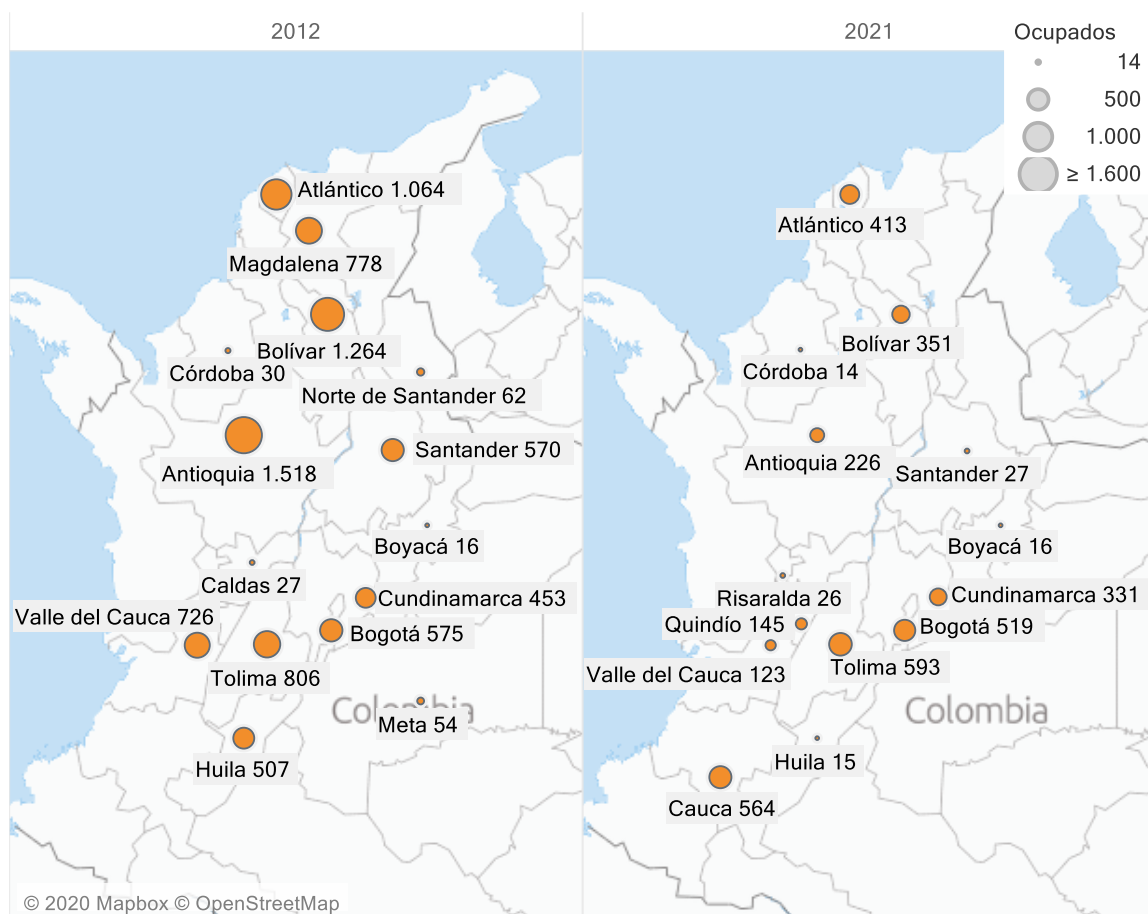 2012
2021
Ocupados
14
500
1.000
≥ 1.600
Atlántico 1.064
Magdalena 778
Bolívar 1.264
Córdoba 30
Norte de Santander 62
Antioquia 1.518
Santander 570
Boyacá 16
Caldas 27
Cundinamarca 453
Valle del Cauca 726
Bogotá 575
Tolima 806
Colombia
Meta 54
Huila 507
© 2020 Mapbox © OpenStreetMap
Atlántico 413
Bolívar 351
Córdoba 14
Antioquia 226
Santander 27
Boyacá 16
Risaralda 26
Cundinamarca 331
Quindío 145
Bogotá 519
Valle del Cauca 123
Tolima 593
Colombia
Huila 15
Cauca 564